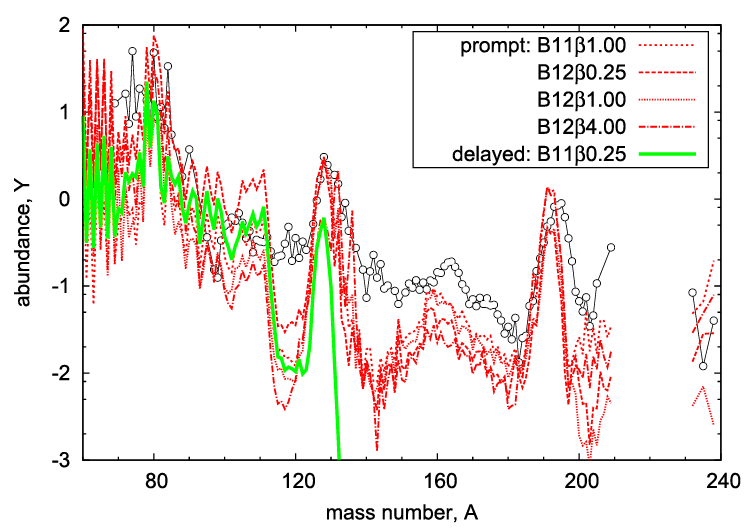 2
1
0
-1
-2
-3
abundance, Y
prompt: B11β1.00
B12β0.25
B12β1.00
B12β4.00
delayed: B11β0.25
80
120
160
200
240
mass number, A